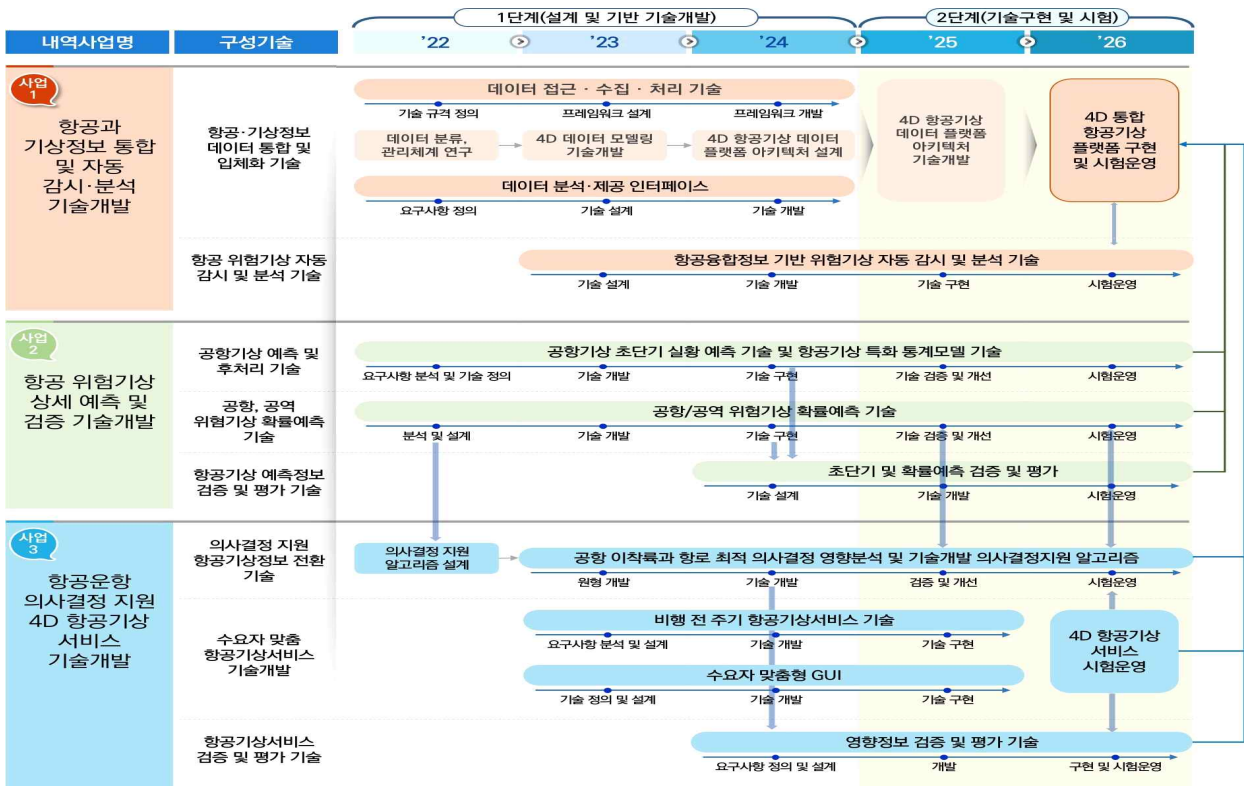 1단계(설계 및 기반 기술개발)
2단계(기술구현 및 시험)
내역사업명
구성기술
'22
'23
'24
'25
'26
사업
1
항공과
기상정보 통합
및 자동
감시·분석
기술개발
항공·기상정보
데이터 통합 및
입체화 기술
데이터 접근 · 수집 · 처리 기술
기술 규격 정의
프레임워크 설계
프레임워크 개발
데이터 분류,
관리체계 연구
4D 데이터 모델링
기술개발
4D 항공기상 데이터
플랫폼 아키텍처 설계
4D 항공기상
데이터 플랫폼
아키텍처
기술개발
4D 통합
항공기상
플랫폼 구현
및 시험운영
데이터 분석·제공 인터페이스
요구사항 정의
기술 설계
기술 개발
항공 위험기상 자동
감시 및 분석 기술
항공융합정보 기반 위험기상 자동 감시 및 분석 기술
기술 설계
기술 개발
기술 구현
시험운영
사업
2
항공 위험기상
상세 예측 및
검증 기술개발
공항기상 예측 및
후처리 기술
공항기상 초단기 실황 예측 기술 및 항공기상 특화 통계모델 기술
요구사항 분석 및 기술 정의
기술 개발
기술 구현
기술 검증 및 개선
시험운영
공항, 공역
위험기상 확률예측
기술
공항/공역 위험기상 확률예측 기술
분석 및 설계
기술 개발
기술 구현
기술 검증 및 개선
시험운영
항공기상 예측정보
검증 및 평가 기술
초단기 및 확률예측 검증 및 평가
기술 설계
기술 개발
시험운영
사업
3
항공운항
의사결정 지원
4D 항공기상
서비스
기술개발
의사결정 지원
항공기상정보 전환
기술
의사결정 지원
알고리즘 설계
공항 이착륙과 항로 최적 의사결정 영향분석 및 기술개발 의사결정지원 알고리즘
원형 개발
기술 개발
검증 및 개선
시험운영
수요자 맞춤
항공기상서비스
기술개발
비행 전 주기 항공기상서비스 기술
요구사항 분석 및 설계
기술 개발
기술 구현
4D 항공기상
서비스
시험운영
수요자 맞춤형 GUI
기술 정의 및 설계
기술 개발
기술 구현
항공기상서비스
검증 및 평가 기술
영향정보 검증 및 평가 기술
요구사항 정의 및 설계
개발
구현 및 시험운영